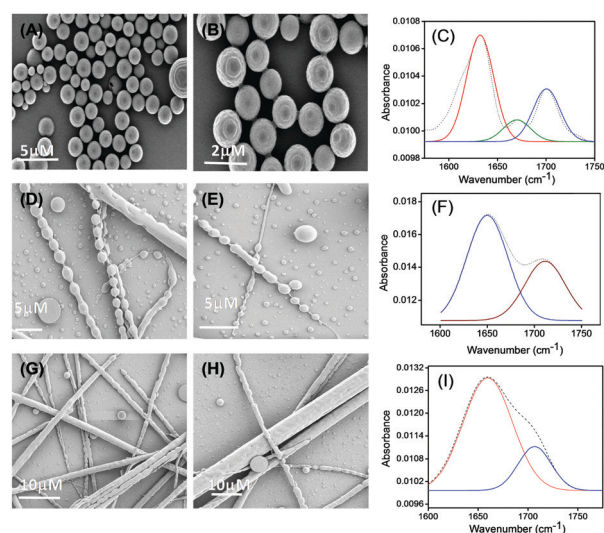 (A)
5μM
(B)
2μM
(C)
Absorbance
0.0108
0.0106
0.0104
0.0102
0.0100
0.0098
1600 1650 1700 1750
Wavenumber (cm⁻¹)
(D)
5μM
(E)
5μM
(F)
Absorbance
0.018
0.016
0.014
0.012
1600 1650 1700 1750
Wavenumber (cm⁻¹)
(G)
10μM
(H)
10μM
(I)
Absorbance
0.0132
0.0126
0.0120
0.0114
0.0108
0.0102
0.0096
1600 1650 1700 1750
Wavenumber (cm⁻¹)